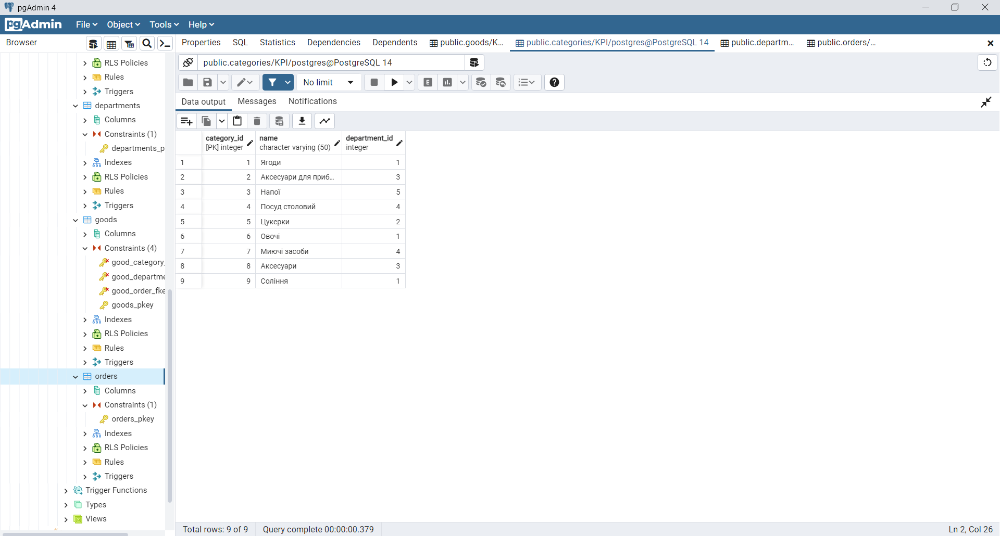 pgAdmin 4
pgAdmin File Object Tools Help
Browser
Properties SQL Statistics Dependencies Dependents public.goods/K... public.categories/KPI/postgres@PostgreSQL 14 public.departm... public.orders/...
public.categories/KPI/postgres@PostgreSQL 14
No limit
E
Data output Messages Notifications
RLS Policies
Rules
Triggers
departments
Columns
Constraints (1)
departments_p
Indexes
RLS Policies
Rules
Triggers
goods
Columns
Constraints (4)
good_category_
good_departme
good_order_fke
goods_pkey
Indexes
RLS Policies
Rules
Triggers
orders
Columns
Constraints (1)
orders_pkey
Indexes
RLS Policies
Rules
Triggers
Trigger Functions
Types
Views
category_id name department_id
[PK] integer character varying (50) integer
1 1 Ягоди 1
2 2 Аксесуари для приб... 3
3 3 Напої 5
4 4 Посуд столовий 4
5 5 Цукерки 2
6 6 Овочі 1
7 7 Миючі засоби 4
8 8 Аксесуари 3
9 9 Соління 1
Total rows: 9 of 9 Query complete 00:00:00.379 Ln 2, Col 26